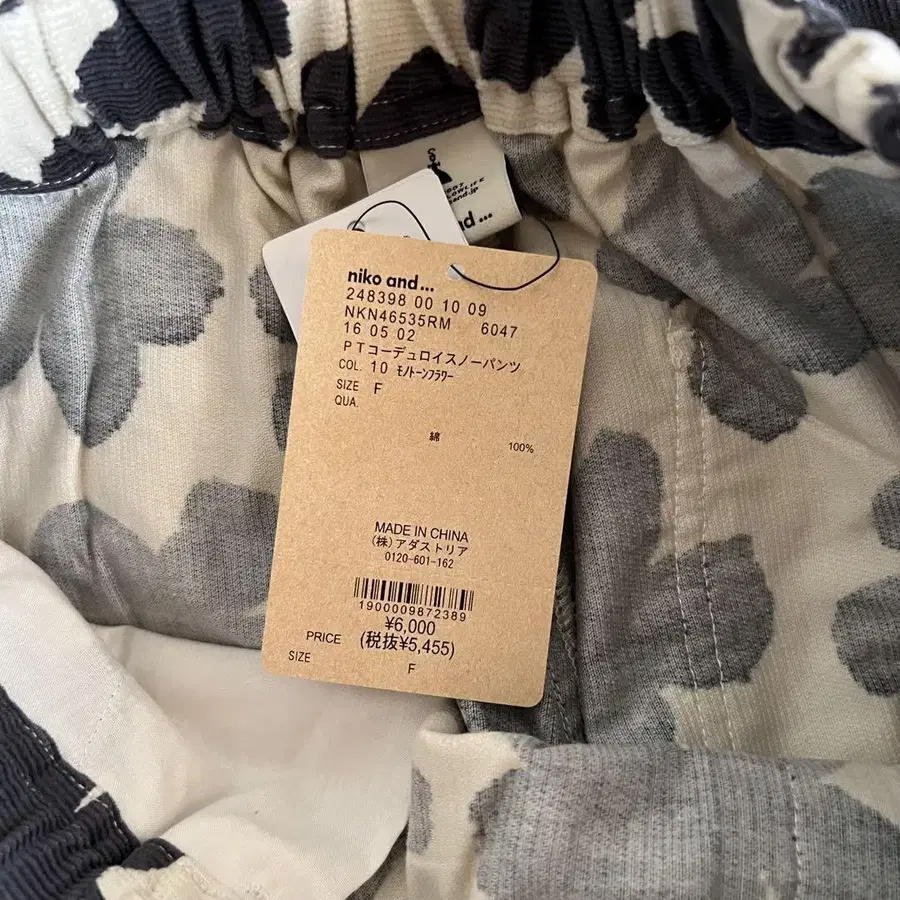 nd...
niko and...
248398 00 10 09
NKN46535RM 6047
16 05 02
PTコーデュロイスノーパンツ
COL. 10 ﾓﾉﾄｰﾝﾌﾗﾜｰ
SIZE F
QUA.
綿 100%
MADE IN CHINA
(株)アダストリア
0120-601-162
1900009872389
¥6,000
PRICE (税抜¥5,455)
SIZE F